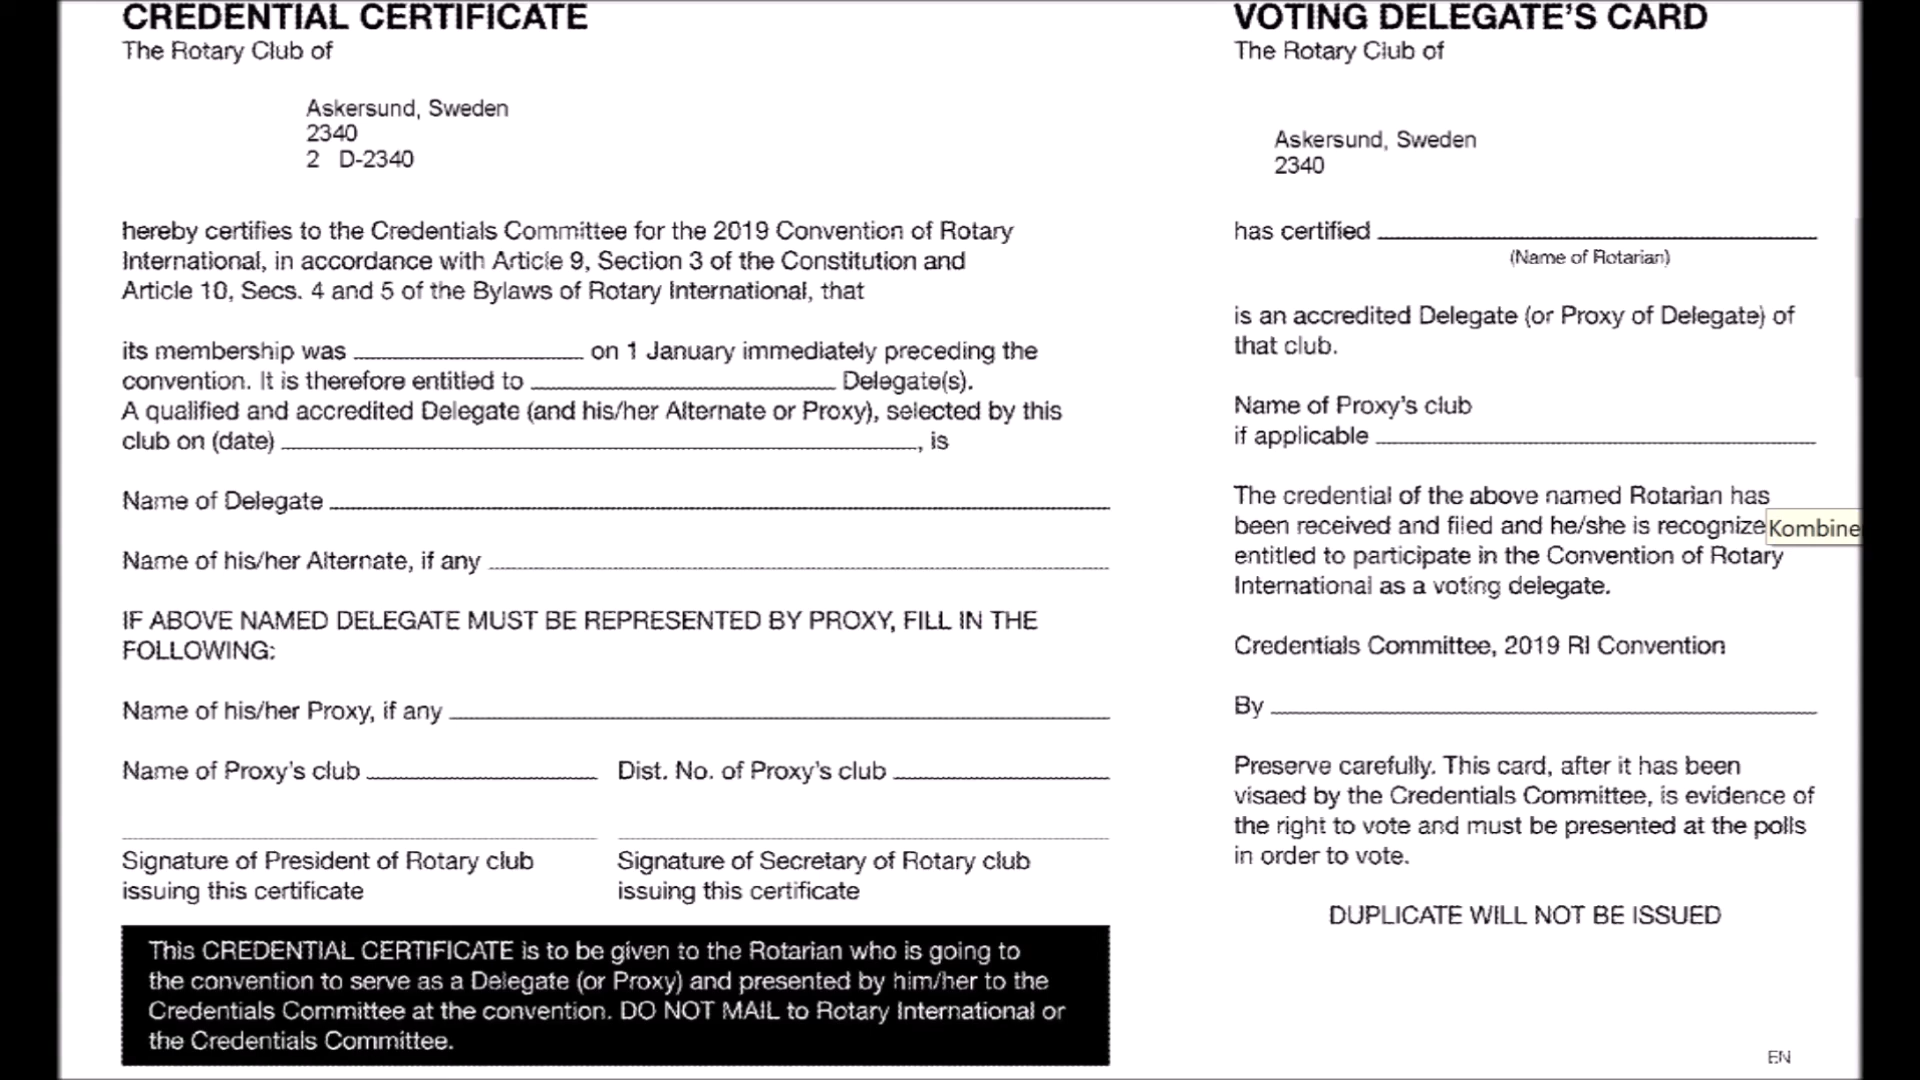 CREDENTIAL CERTIFICATE
The Rotary Club of
Askersund, Sweden
2340
2 D-2340
hereby certifies to the Credentials Committee for the 2019 Convention of Rotary
International, in accordance with Article 9, Section 3 of the Constitution and
Article 10, Secs. 4 and 5 of the Bylaws of Rotary International, that
its membership was ________ on 1 January immediately preceding the
convention. It is therefore entitled to ________ Delegate(s).
A qualified and accredited Delegate (and his/her Alternate or Proxy), selected by this
club on (date) ________, is
Name of Delegate ________
Name of his/her Alternate, if any ________
IF ABOVE NAMED DELEGATE MUST BE REPRESENTED BY PROXY, FILL IN THE
FOLLOWING:
Name of his/her Proxy, if any ________
Name of Proxy's club ________ Dist. No. of Proxy's club ________
Signature of President of Rotary club
issuing this certificate
Signature of Secretary of Rotary club
issuing this certificate
This CREDENTIAL CERTIFICATE is to be given to the Rotarian who is going to
the convention to serve as a Delegate (or Proxy) and presented by him/her to the
Credentials Committee at the convention. DO NOT MAIL to Rotary International or
the Credentials Committee.
VOTING DELEGATE'S CARD
The Rotary Club of
Askersund, Sweden
2340
has certified ________
(Name of Rotarian)
is an accredited Delegate (or Proxy of Delegate) of
that club.
Name of Proxy's club
if applicable ________
The credential of the above named Rotarian has
been received and filed and he/she is recognize
Kombine
entitled to participate in the Convention of Rotary
International as a voting delegate.
Credentials Committee, 2019 RI Convention
By ________
Preserve carefully. This card, after it has been
visaed by the Credentials Committee, is evidence of
the right to vote and must be presented at the polls
in order to vote.
DUPLICATE WILL NOT BE ISSUED
EN